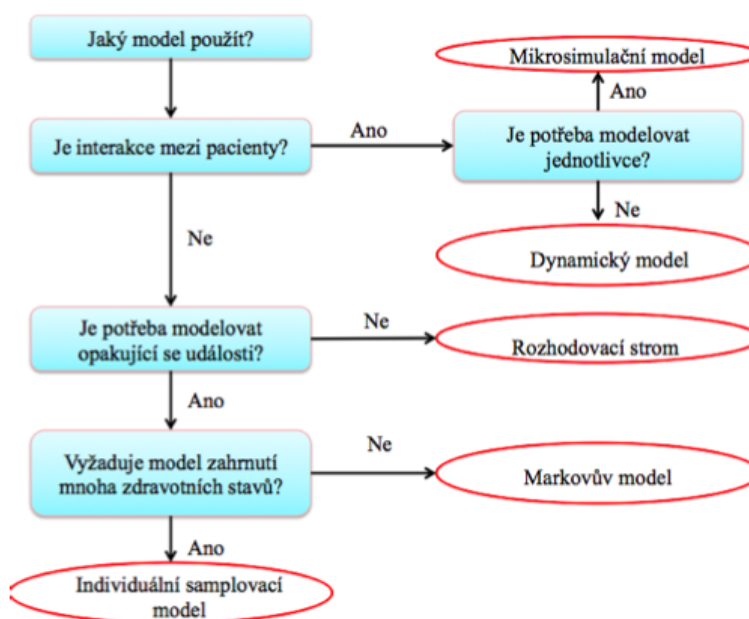 Jaký model použít?
Mikrosimulační model
Ano
Je interakce mezi pacienty?
Ano
Je potřeba modelovat
jednotlivce?
Ne
Ne
Dynamický model
Je potřeba modelovat
opakující se události?
Ne
Rozhodovací strom
Ano
Vyžaduje model zahrnutí
mnoha zdravotních stavů?
Ne
Markovův model
Ano
Individuální samplovací
model